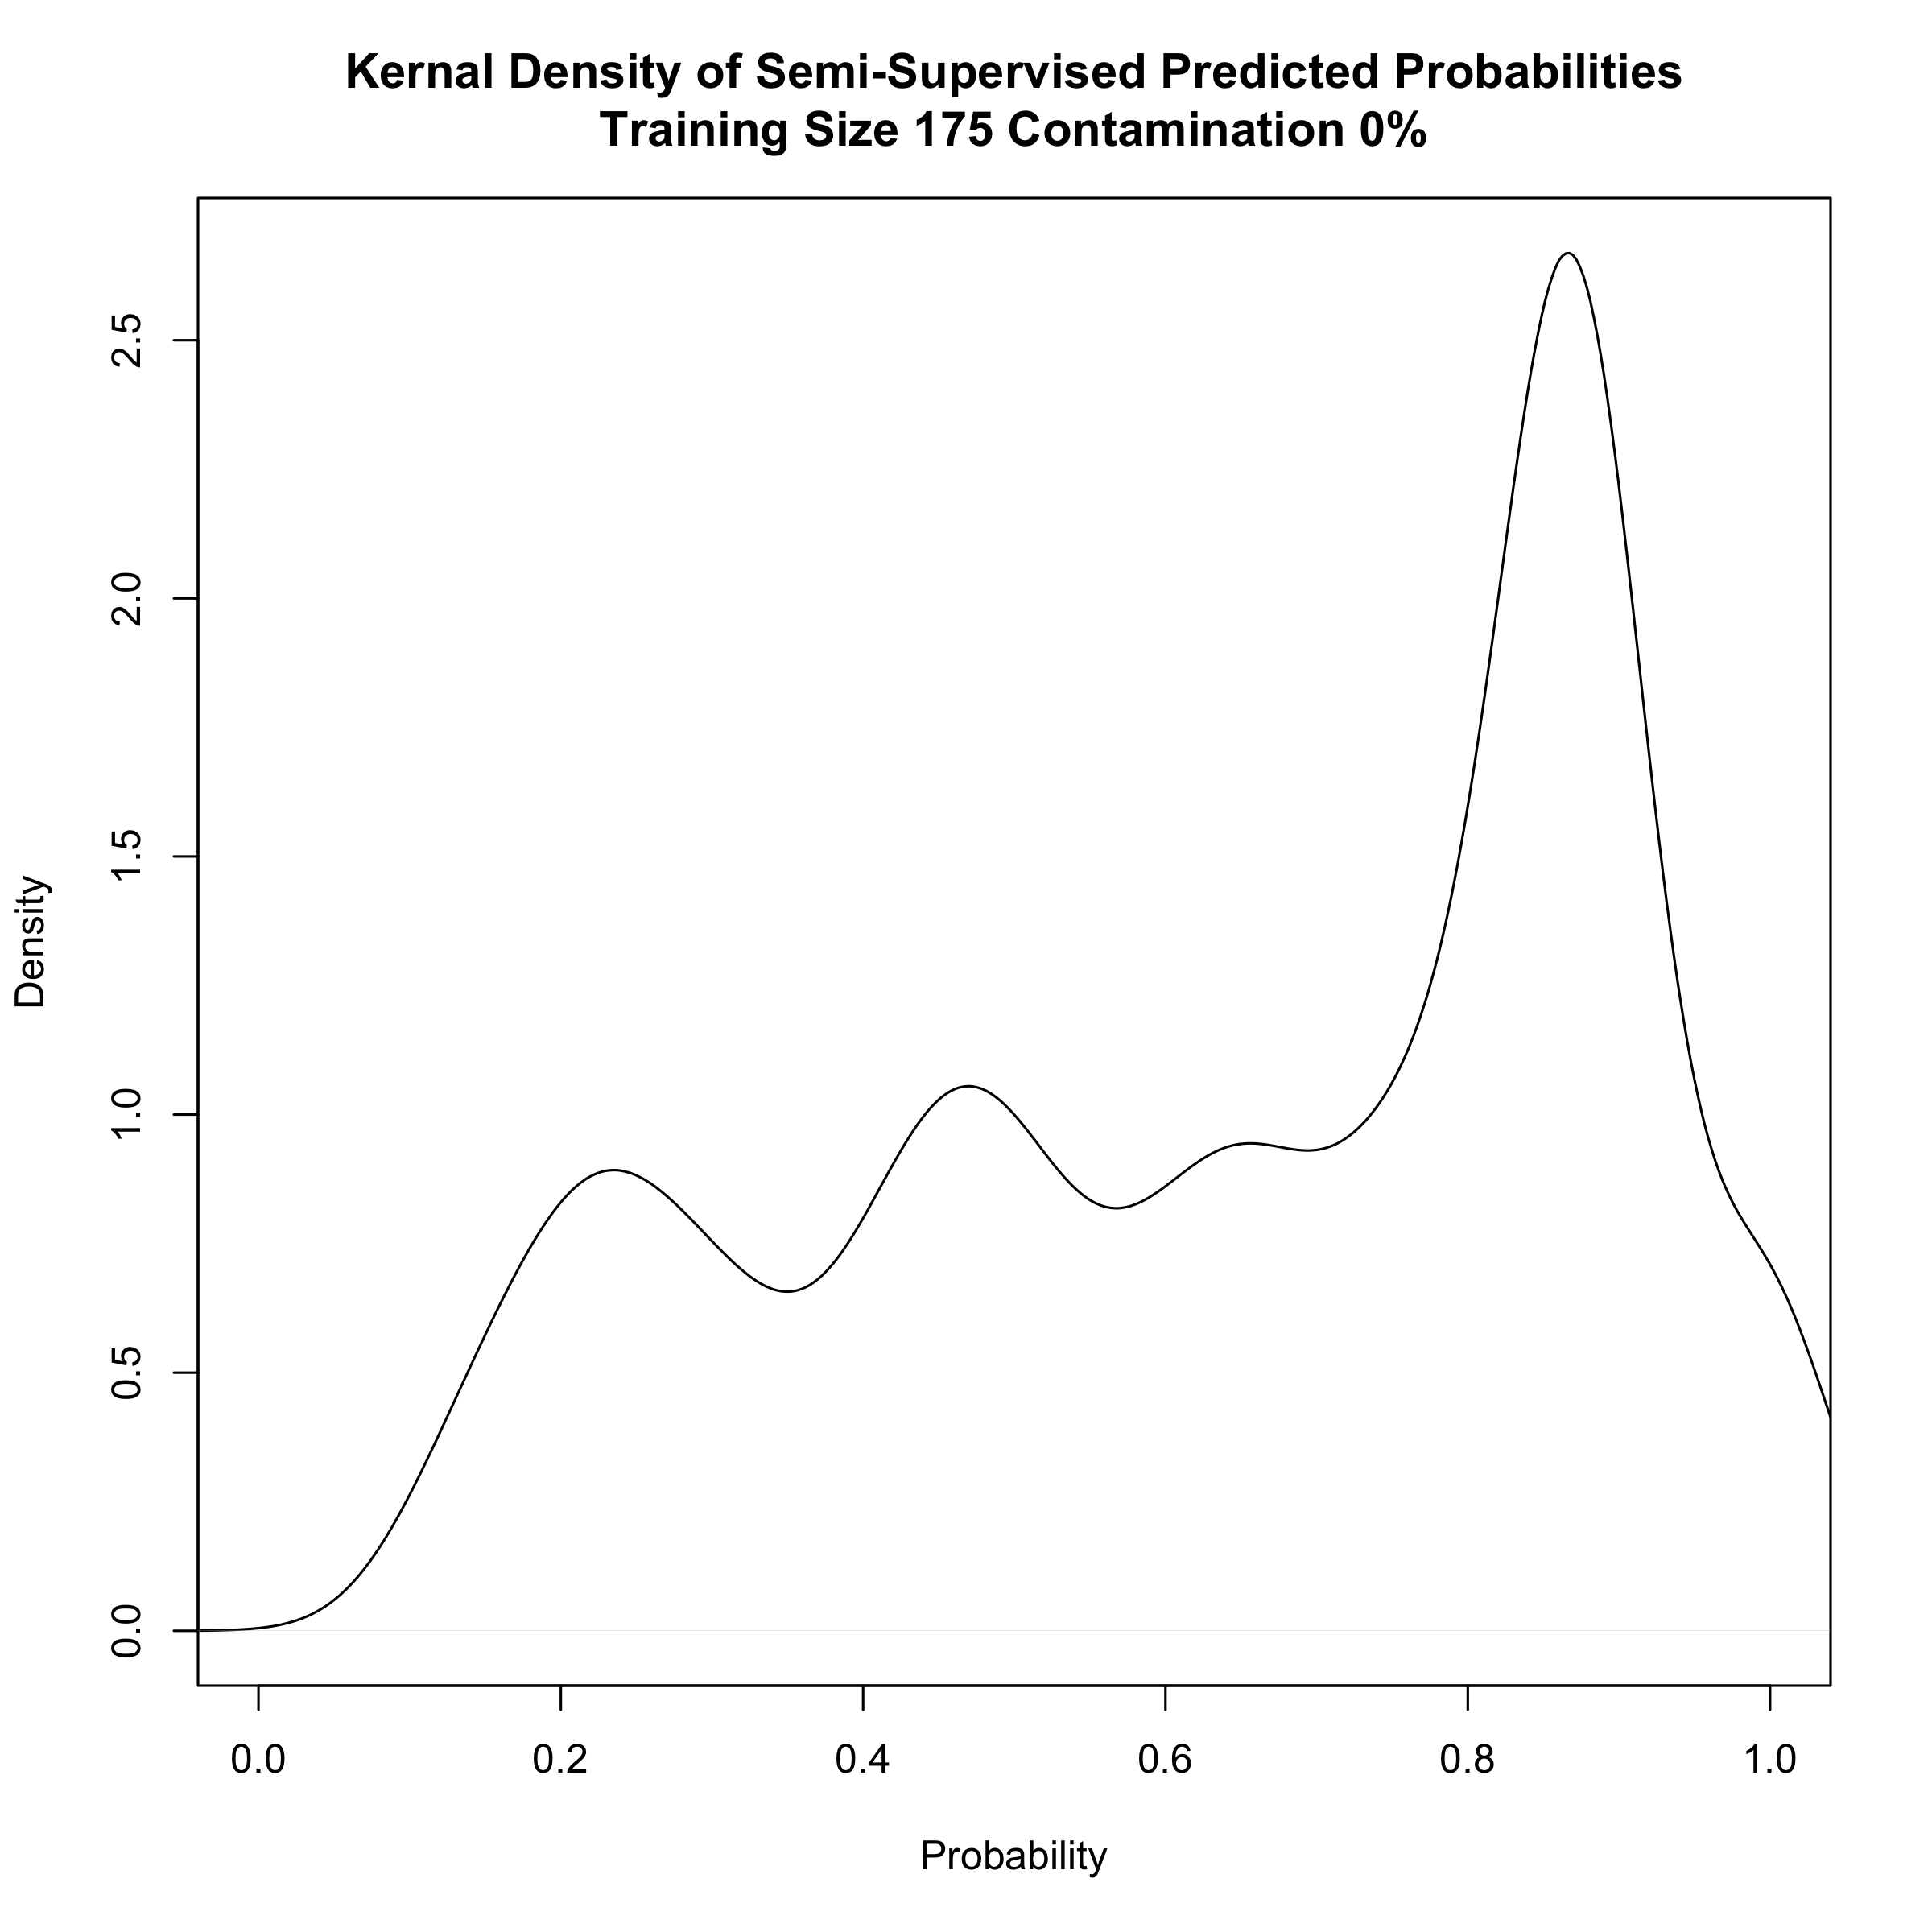 Kernal Density of Semi-Supervised Predicted Probabilities
Training Size 175 Contamination 0%
Density
2.5
2.0
1.5
1.0
0.5
0.0
0.0 0.2 0.4 0.6 0.8 1.0
Probability